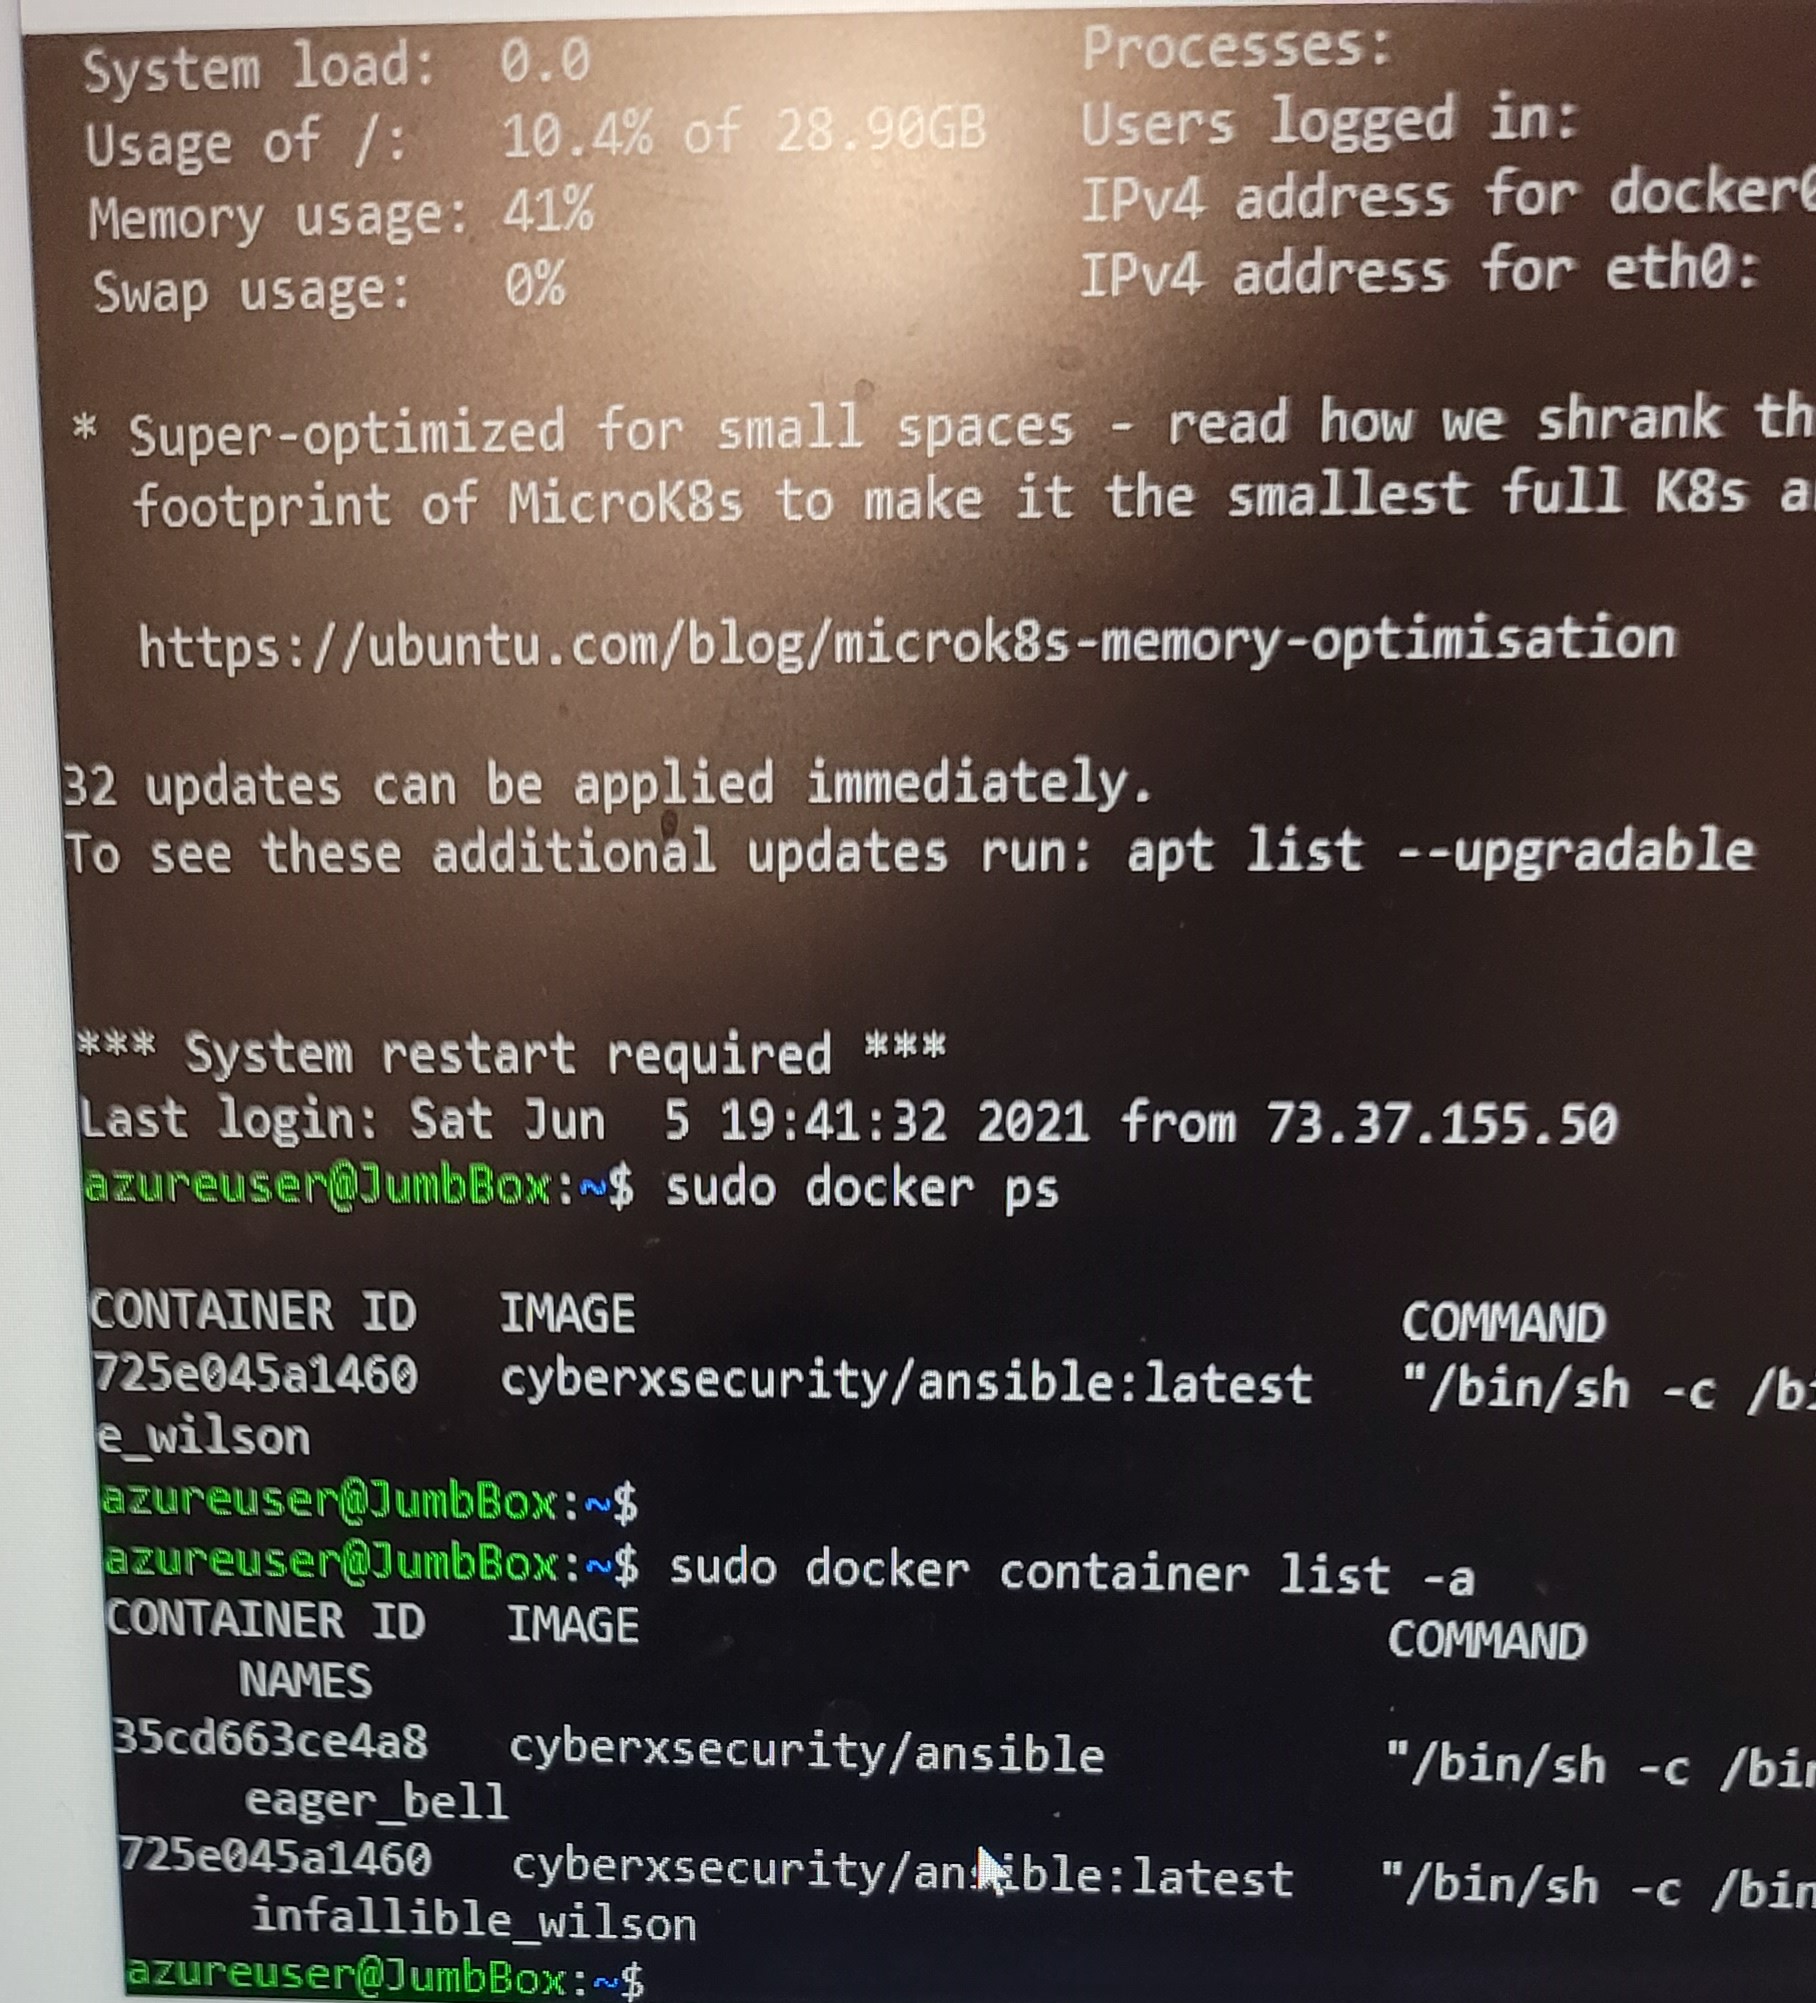 System load: 0.0 Processes:
Usage of /: 10.4% of 28.90GB Users logged in:
Memory usage: 41% IPv4 address for docker0
Swap usage: 0% IPv4 address for eth0:
* Super-optimized for small spaces - read how we shrank th
footprint of MicroK8s to make it the smallest full K8s a
https://ubuntu.com/blog/microk8s-memory-optimisation
32 updates can be applied immediately.
To see these additional updates run: apt list --upgradable
*** System restart required ***
Last login: Sat Jun 5 19:41:32 2021 from 73.37.155.50
azureuser@JumbBox:~$ sudo docker ps
CONTAINER ID IMAGE COMMAND
725e045a1460 cyberxsecurity/ansible:latest "/bin/sh -c /bi
e_wilson
azureuser@JumbBox:~$
azureuser@JumbBox:~$ sudo docker container list -a
CONTAINER ID IMAGE COMMAND
NAMES
35cd663ce4a8 cyberxsecurity/ansible "/bin/sh -c /bin
eager_bell
725e045a1460 cyberxsecurity/ansible:latest "/bin/sh -c /bin
infallible_wilson
azureuser@JumbBox:~$